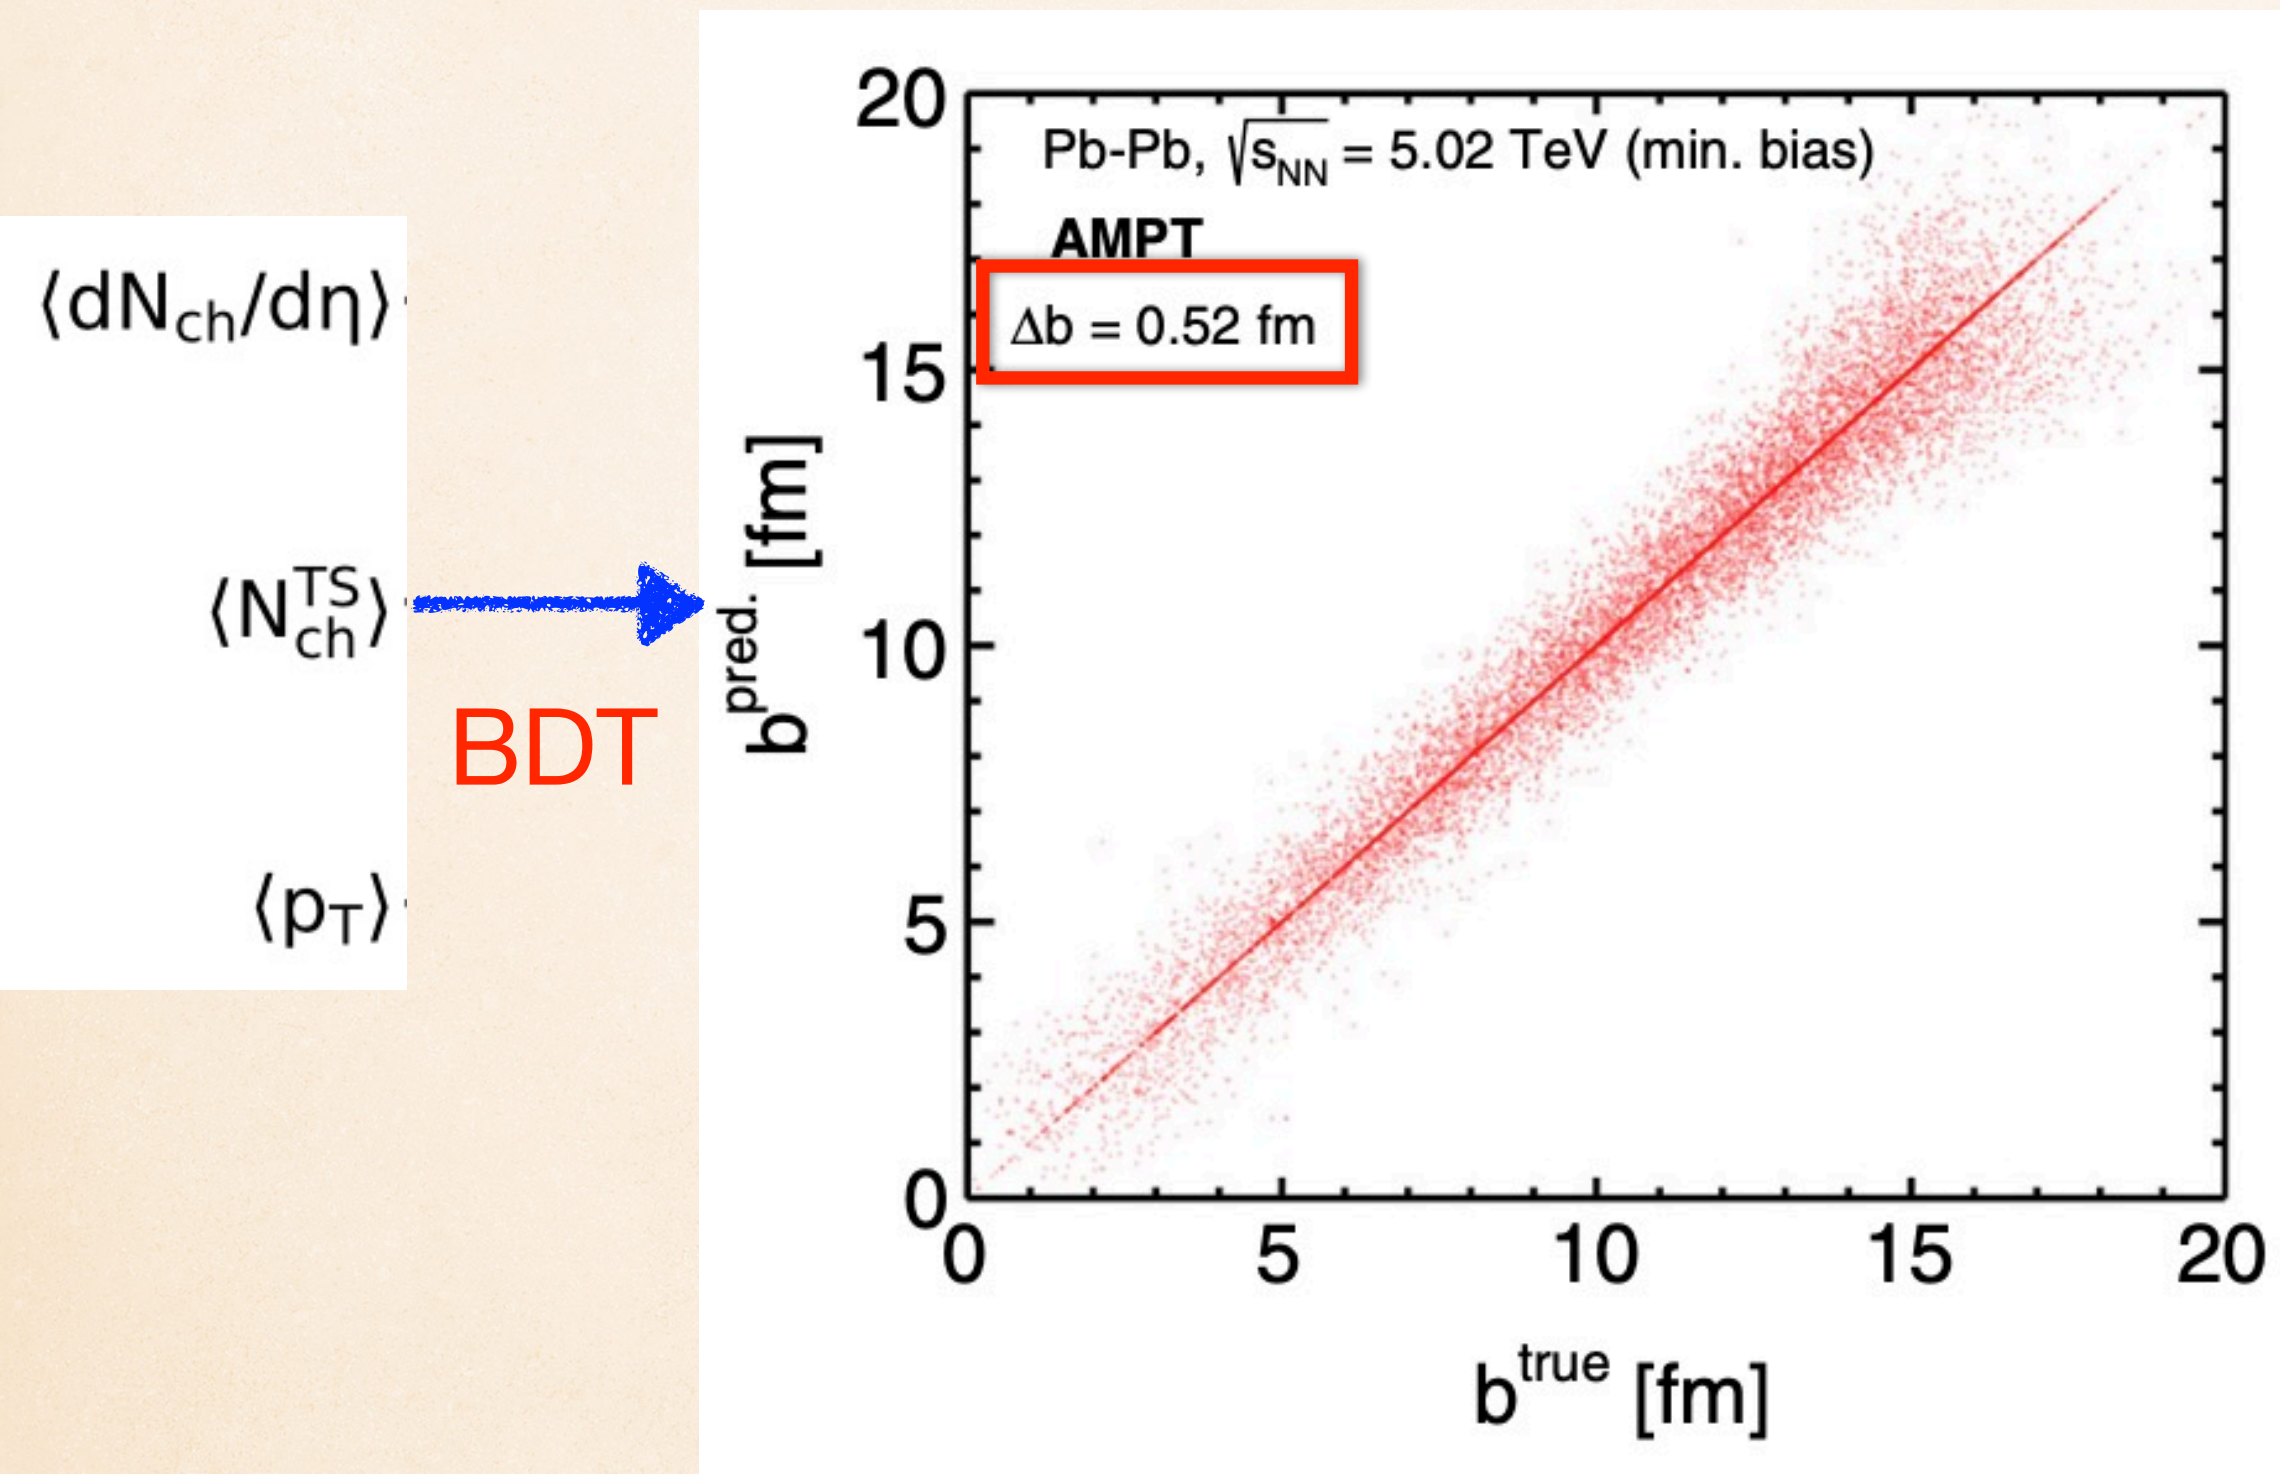 ⟨dN_ch/dη⟩
⟨N_ch^TS⟩
⟨p_T⟩
BDT
Pb-Pb, √s_NN = 5.02 TeV (min. bias)
AMPT
Δb = 0.52 fm
b^pred. [fm]
20
15
10
5
0
0 5 10 15 20
b^true [fm]